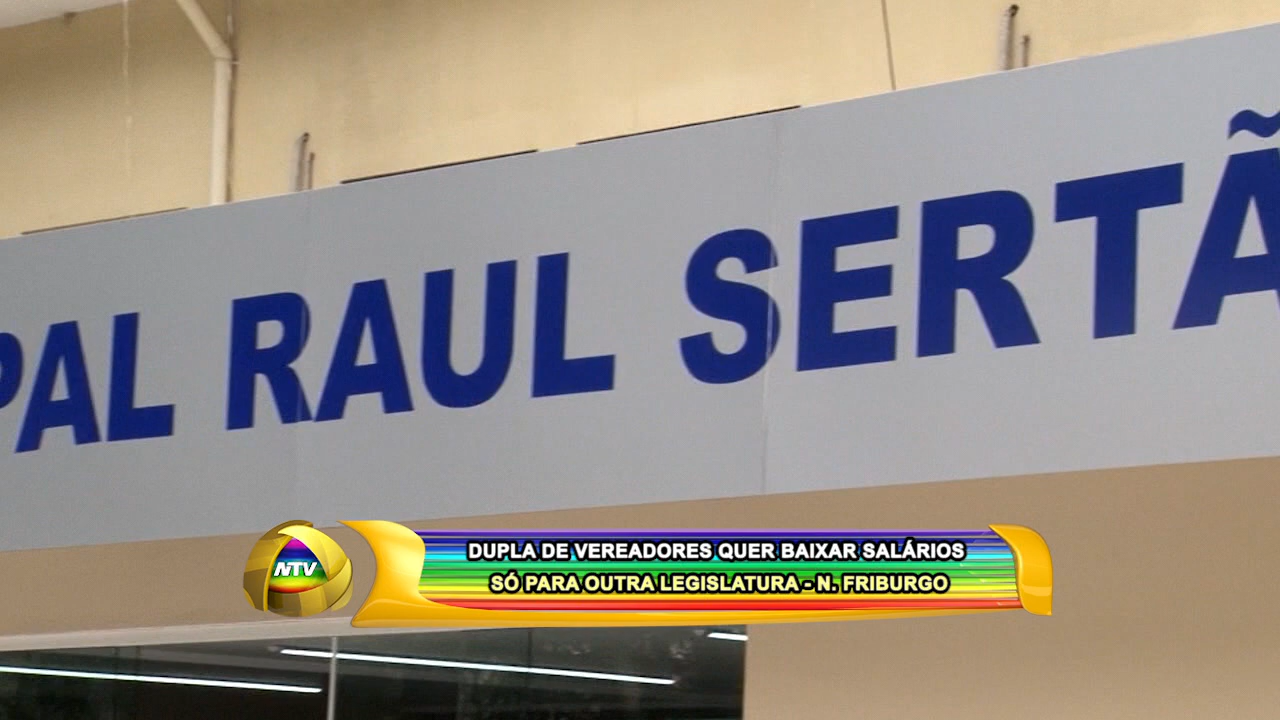 PAL RAUL SERTÃ
NTV
DUPLA DE VEREADORES QUER BAIXAR SALÁRIOS
SÓ PARA OUTRA LEGISLATURA - N. FRIBURGO